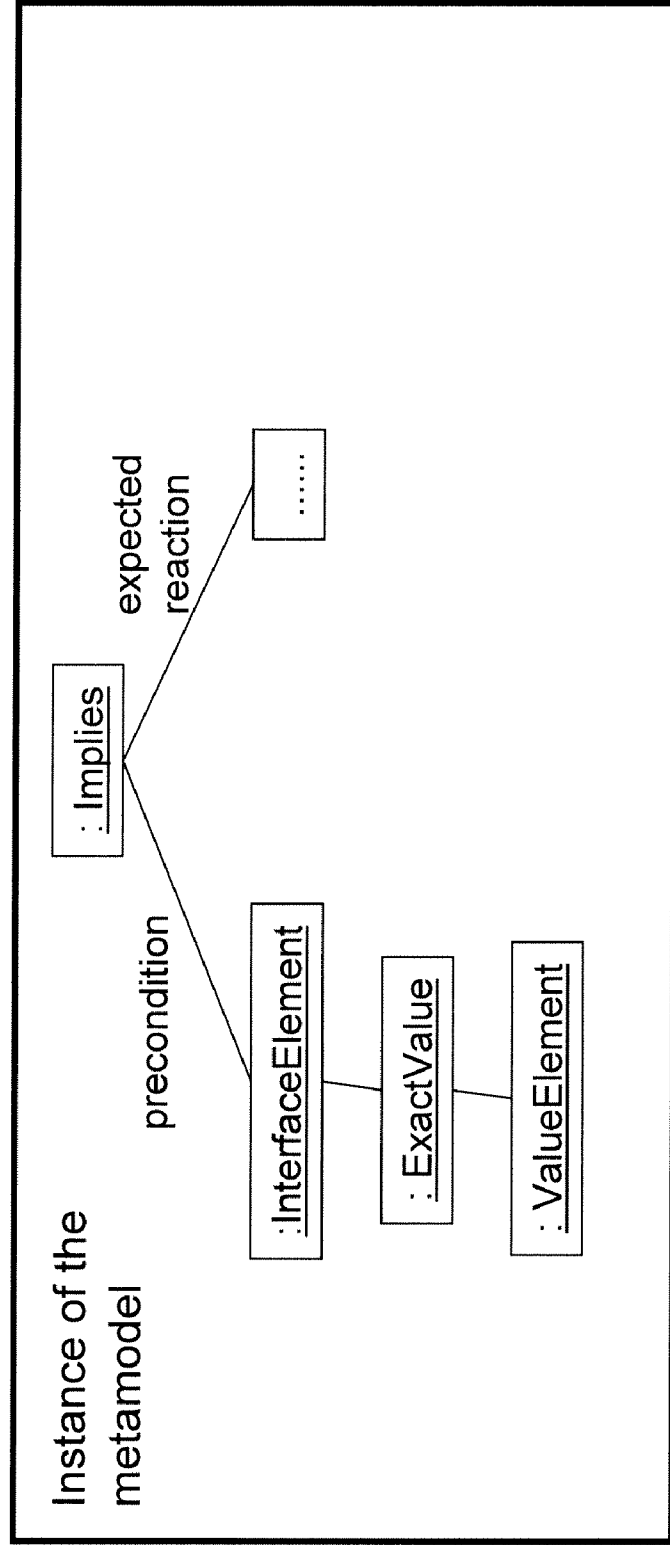 Instance of the
metamodel
: Implies
precondition
expected
reaction
:InterfaceElement
......
: ExactValue
: ValueElement